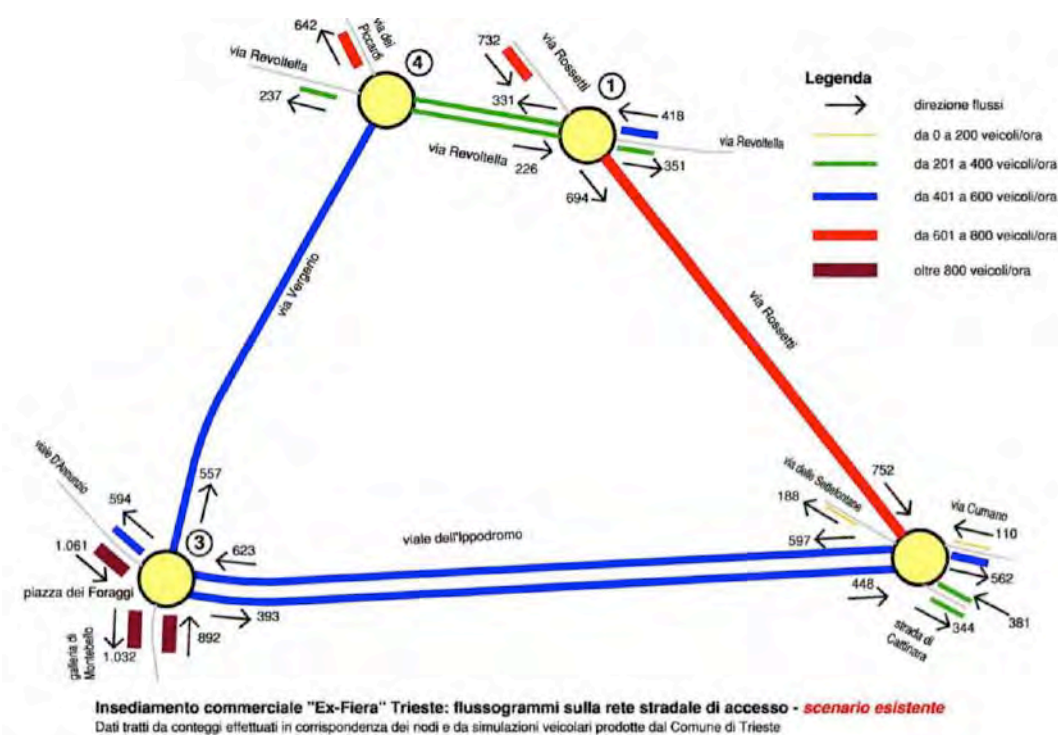 642
via dei
Piccardi
4
via Revoltella
237
732
via Rossetti
1
331
418
via Revoltella
via Revoltella
226
351
694
Legenda
direzione flussi
da 0 a 200 veicoli/ora
da 201 a 400 veicoli/ora
da 401 a 600 veicoli/ora
da 601 a 800 veicoli/ora
oltre 800 veicoli/ora
via Vergerio
via Rossetti
viale D'Annunzio
557
594
3
1.061
623
piazza dei Foraggi
393
galleria di
Montebello
1.032
892
viale dell'Ippodromo
752
via delle Settefontane
188
597
via Cumano
110
562
448
381
344
strada di
Cattinara
Insediamento commerciale "Ex-Fiera" Trieste: flussogrammi sulla rete stradale di accesso - scenario esistente
Dati tratti da conteggi effettuati in corrispondenza dei nodi e da simulazioni veicolari prodotte dal Comune di Trieste